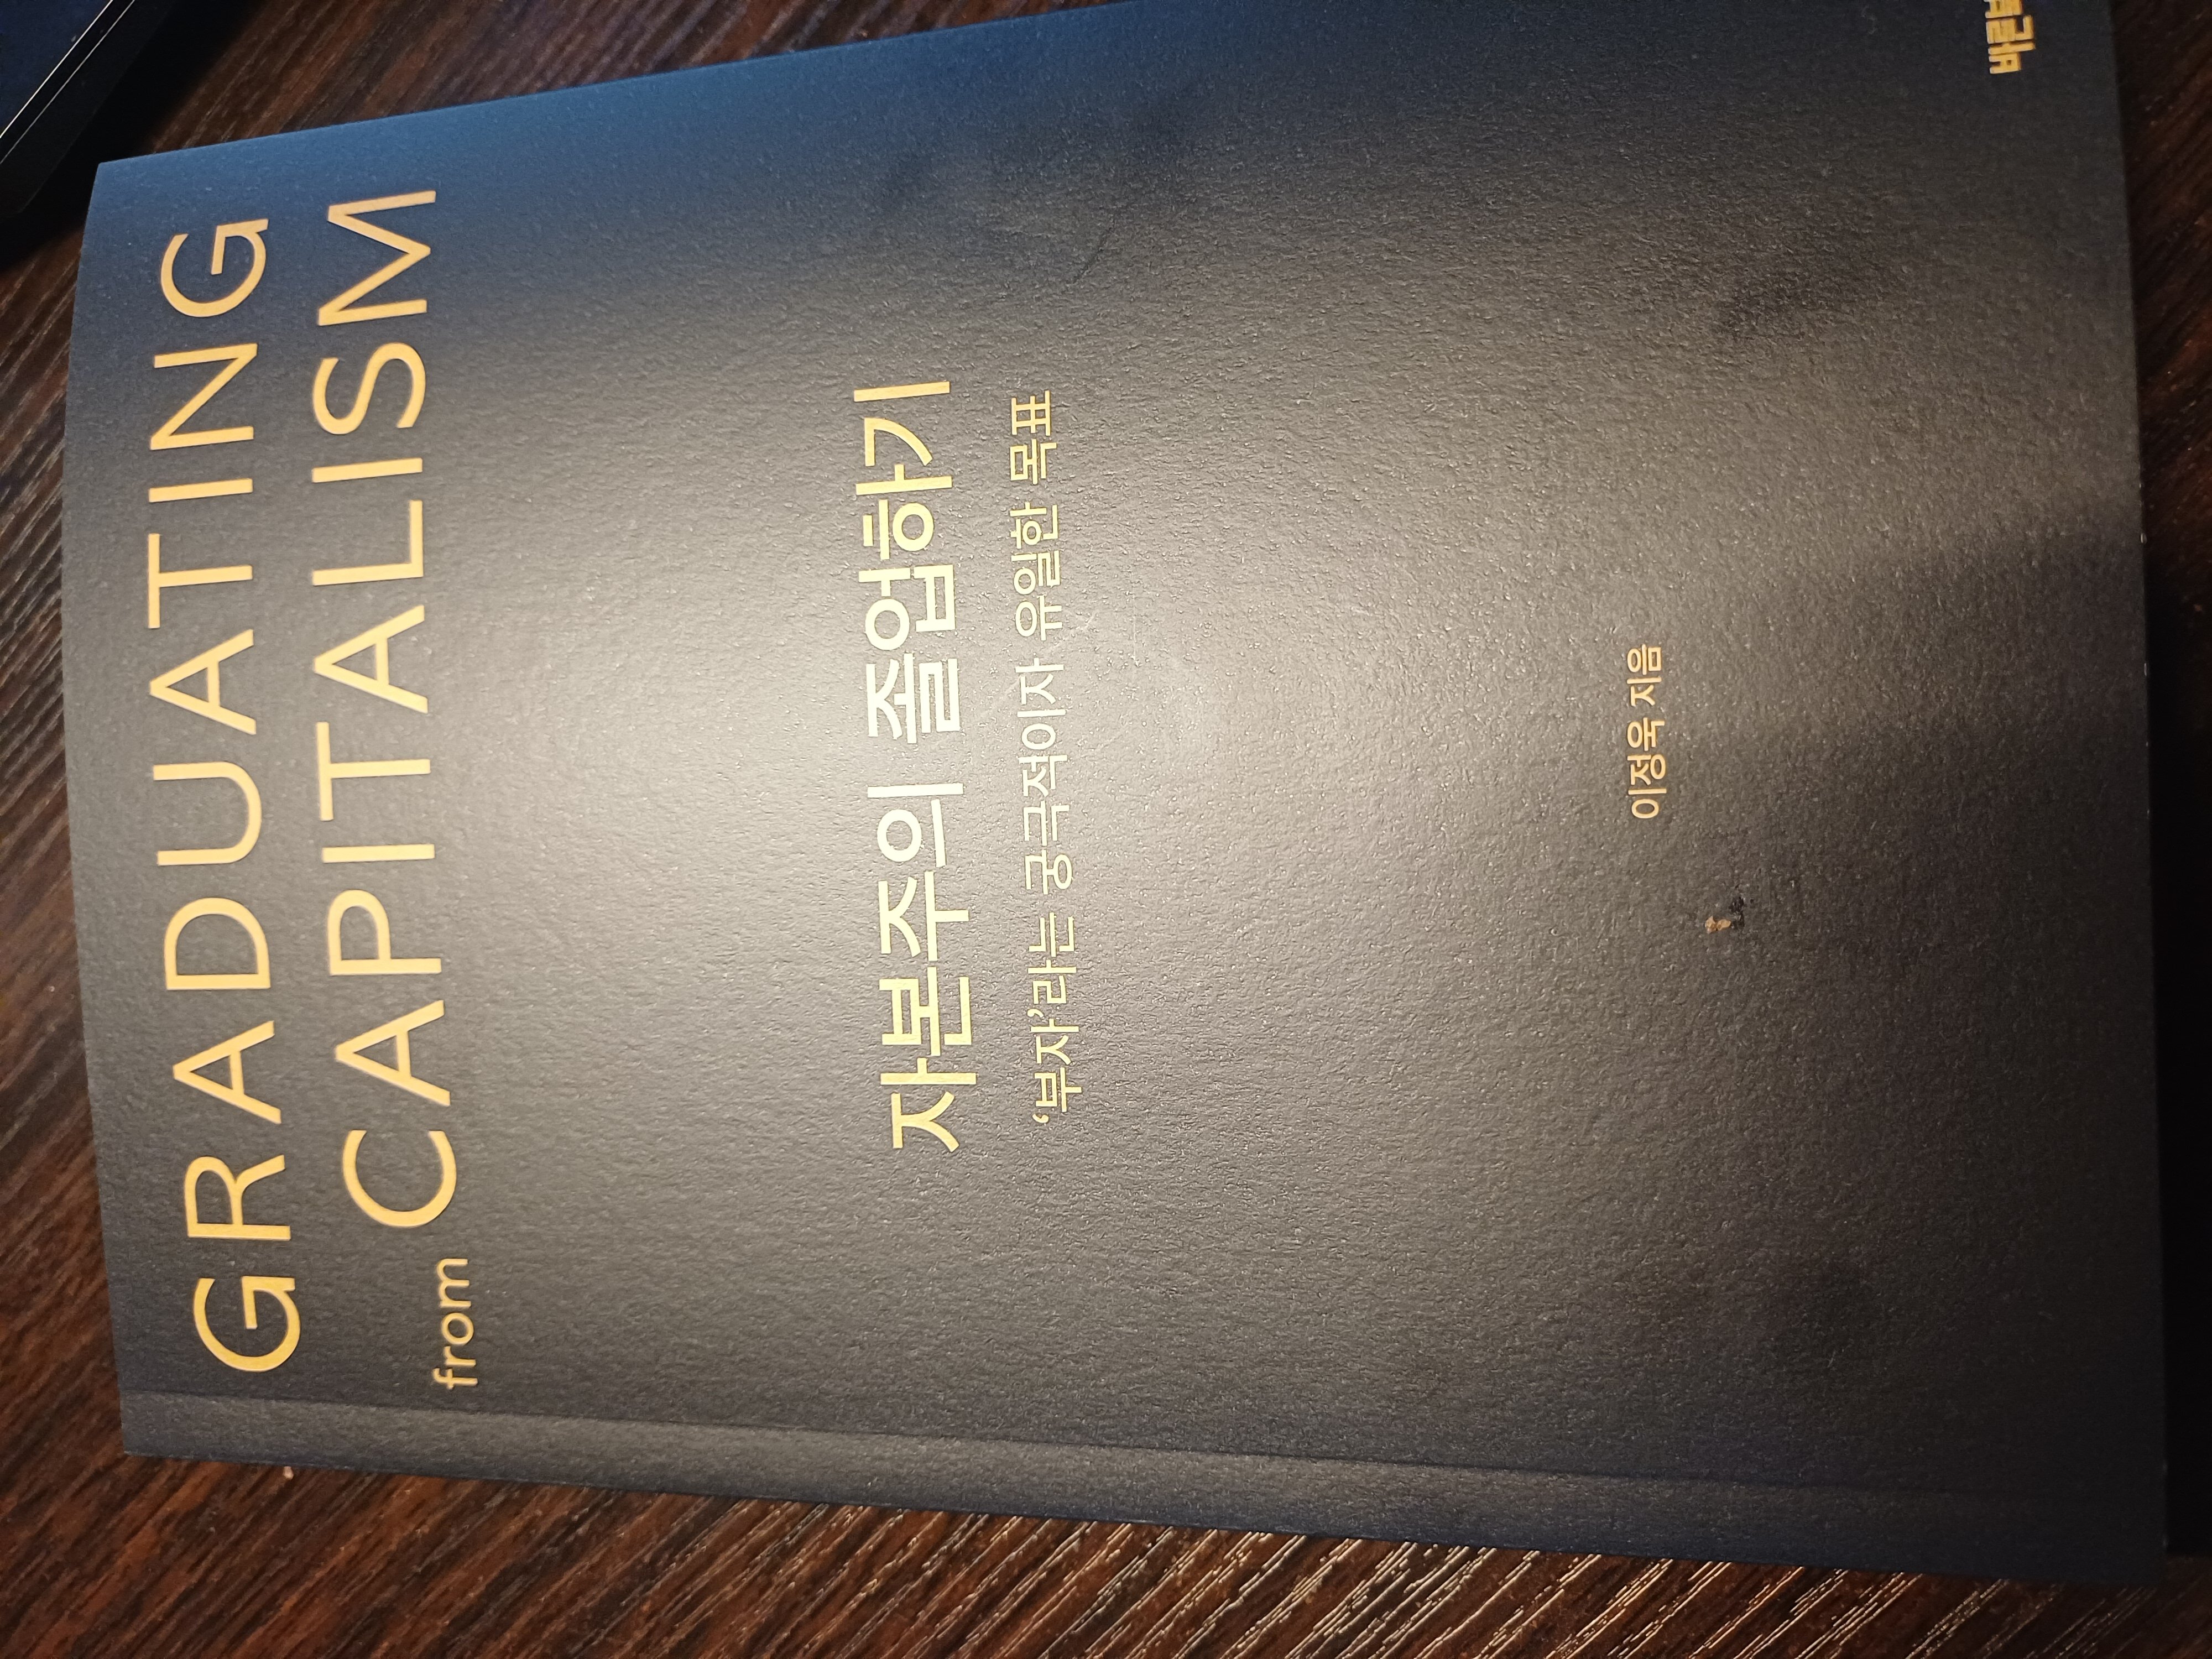 GRADUATING
from CAPITALISM
자본주의 졸업하기
'부자'라는 궁극적이자 유일한 목표
이정욱 지음